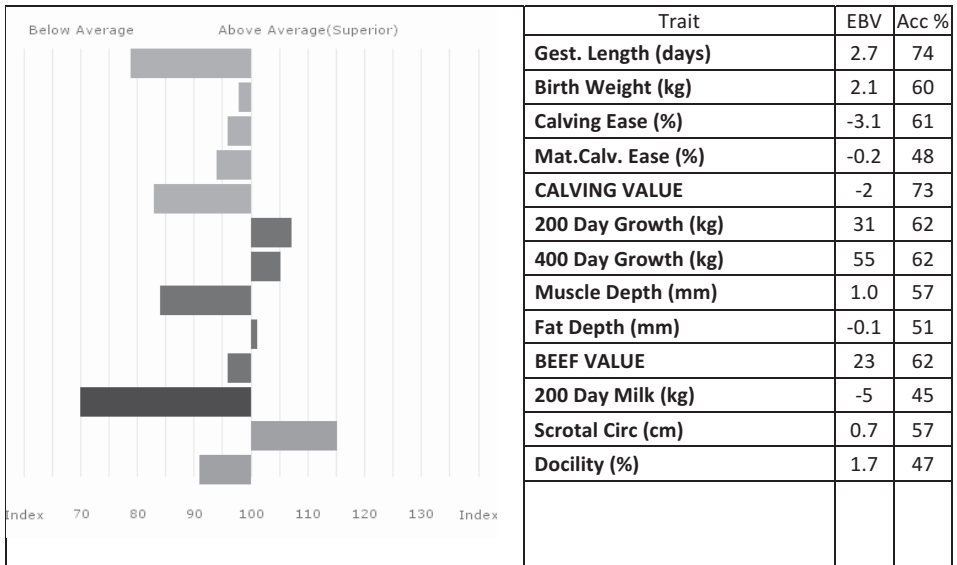 Below Average Above Average(Superior)
Index 70 80 90 100 110 120 130 Index
Trait EBV Acc %
Gest. Length (days) 2.7 74
Birth Weight (kg) 2.1 60
Calving Ease (%) -3.1 61
Mat.Calv. Ease (%) -0.2 48
CALVING VALUE -2 73
200 Day Growth (kg) 31 62
400 Day Growth (kg) 55 62
Muscle Depth (mm) 1.0 57
Fat Depth (mm) -0.1 51
BEEF VALUE 23 62
200 Day Milk (kg) -5 45
Scrotal Circ (cm) 0.7 57
Docility (%) 1.7 47